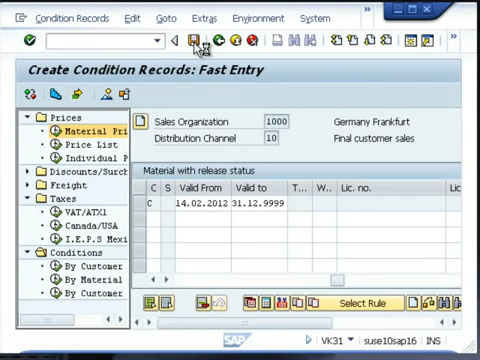 Condition Records Edit Goto Extras Environment System
Create Condition Records: Fast Entry
Prices
Material Pri
Price List
Individual P
Discounts/Surch
Freight
Taxes
VAT/ATX1
Canada/USA
I.E.P.S Mexi
Conditions
By Customer
By Material
By Customer
Sales Organization 1000 Germany Frankfurt
Distribution Channel 10 Final customer sales
Material with release status
C S Valid From Valid to T... W... Lic. no. Lic
C 14.02.2012 31.12.9999
Select Rule
SAP
VK31 suse10sap16 INS